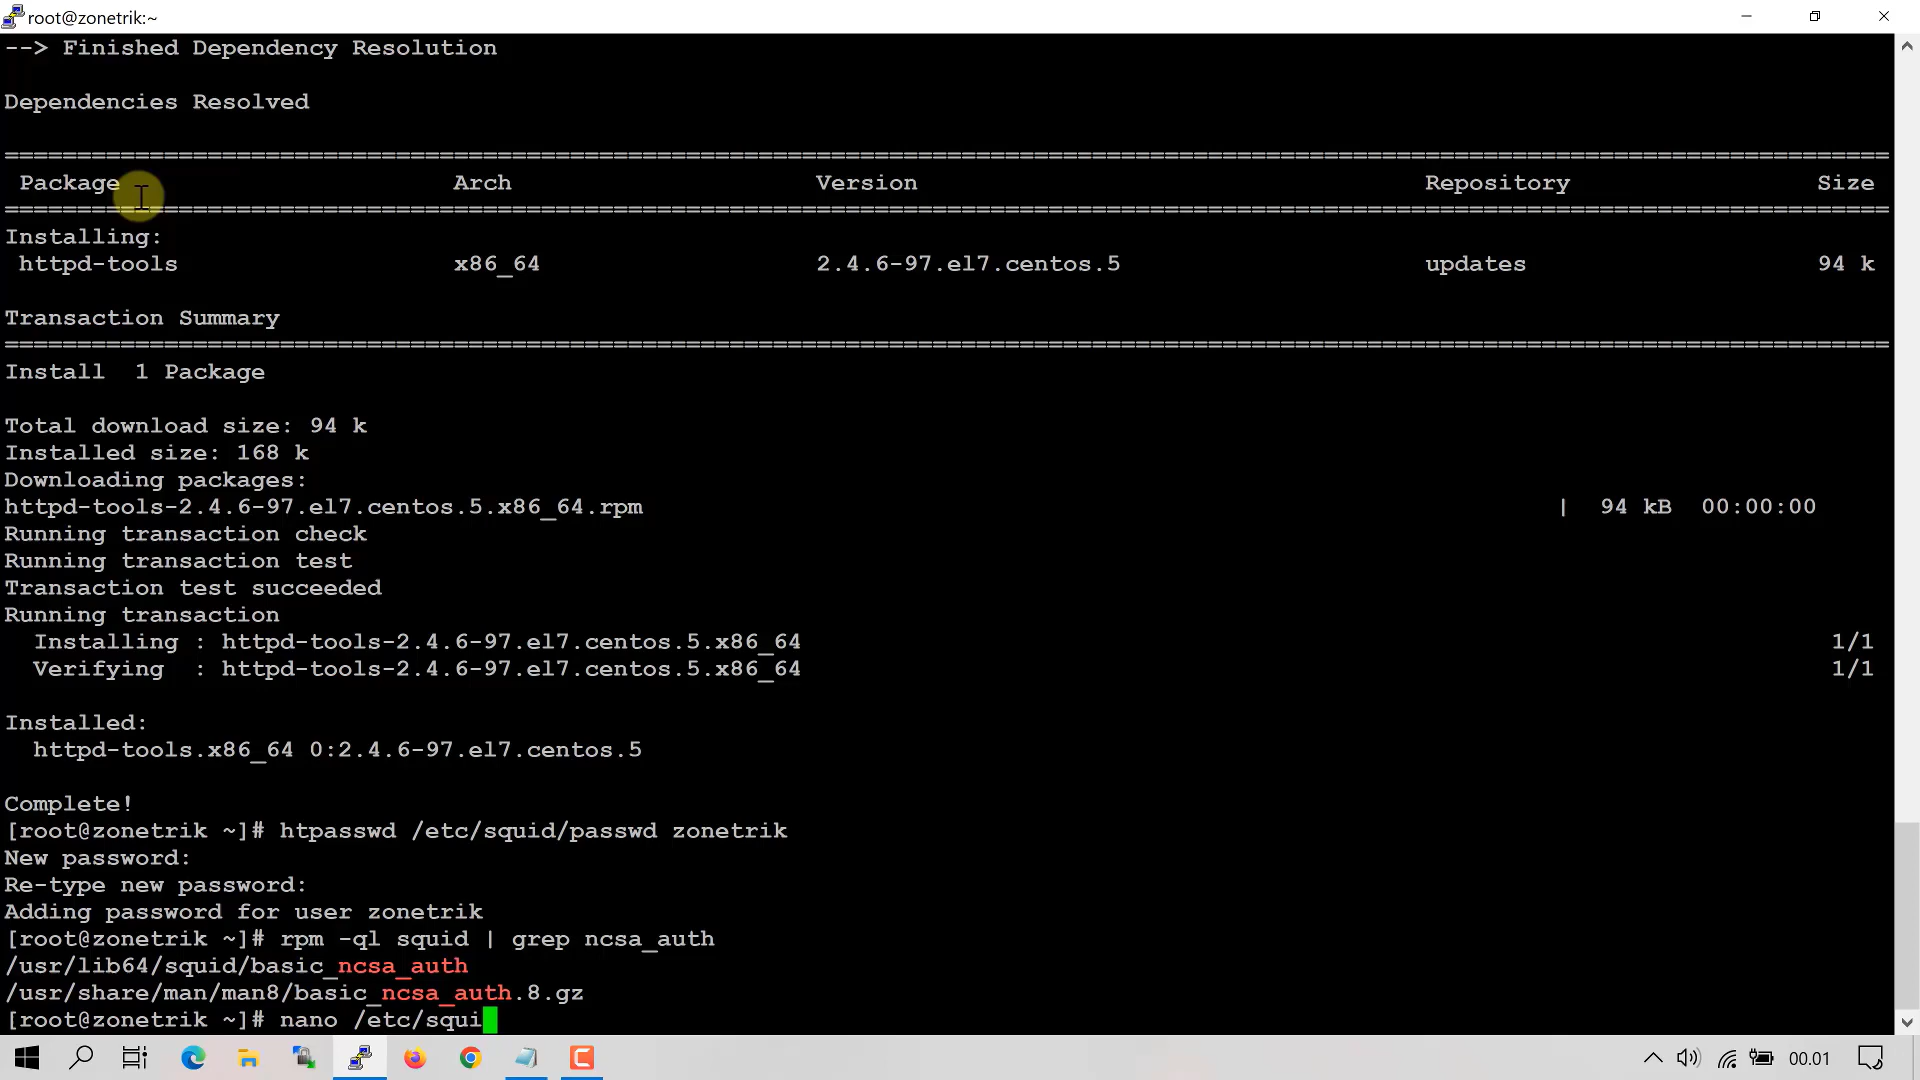 root@zonetrik:~
--> Finished Dependency Resolution
Dependencies Resolved
================================================================================
Package Arch Version Repository Size
================================================================================
Installing:
httpd-tools x86_64 2.4.6-97.el7.centos.5 updates 94 k
Transaction Summary
================================================================================
Install 1 Package
Total download size: 94 k
Installed size: 168 k
Downloading packages:
httpd-tools-2.4.6-97.el7.centos.5.x86_64.rpm | 94 kB 00:00:00
Running transaction check
Running transaction test
Transaction test succeeded
Running transaction
Installing : httpd-tools-2.4.6-97.el7.centos.5.x86_64 1/1
Verifying : httpd-tools-2.4.6-97.el7.centos.5.x86_64 1/1
Installed:
httpd-tools.x86_64 0:2.4.6-97.el7.centos.5
Complete!
[root@zonetrik ~]# htpasswd /etc/squid/passwd zonetrik
New password:
Re-type new password:
Adding password for user zonetrik
[root@zonetrik ~]# rpm -ql squid | grep ncsa_auth
/usr/lib64/squid/basic_ncsa_auth
/usr/share/man/man8/basic_ncsa_auth.8.gz
[root@zonetrik ~]# nano /etc/squi
00.01